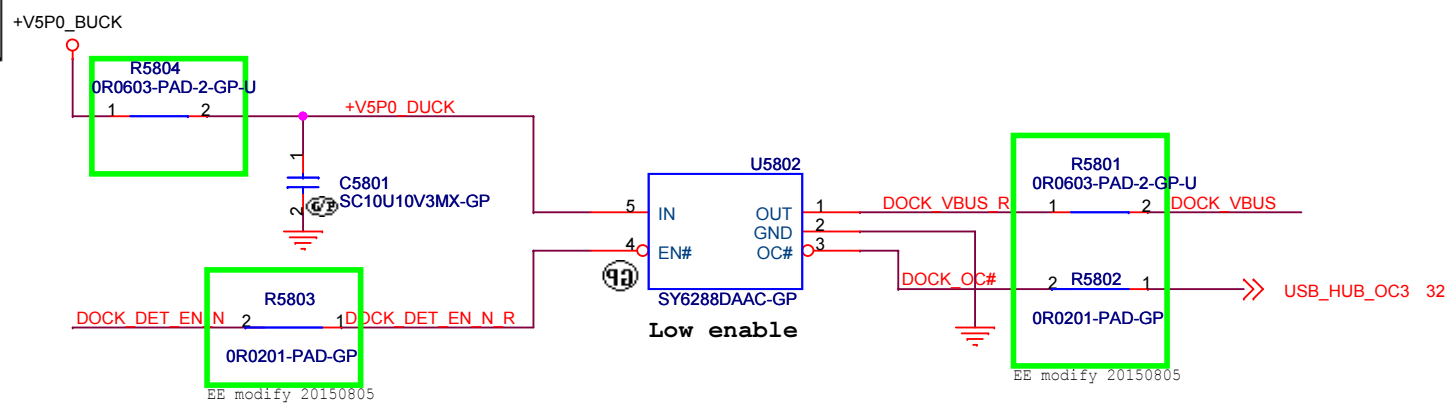 +V5P0_BUCK
R5804
0R0603-PAD-2-GP-U
1 2
+V5P0_DUCK
1
C5801
SC10U10V3MX-GP
2
G/P
U5802
5 IN
OUT 1
GND 2
4 EN#
OC# 3
SY6288DAAC-GP
Low enable
GP
DOCK_VBUS_R
R5801
0R0603-PAD-2-GP-U
1 2
DOCK_VBUS
DOCK_OC#
2 R5802 1
0R0201-PAD-GP
USB_HUB_OC3 32
EE modify 20150805
R5803
DOCK_DET_EN_N 2 1 DOCK_DET_EN_N_R
0R0201-PAD-GP
EE modify 20150805